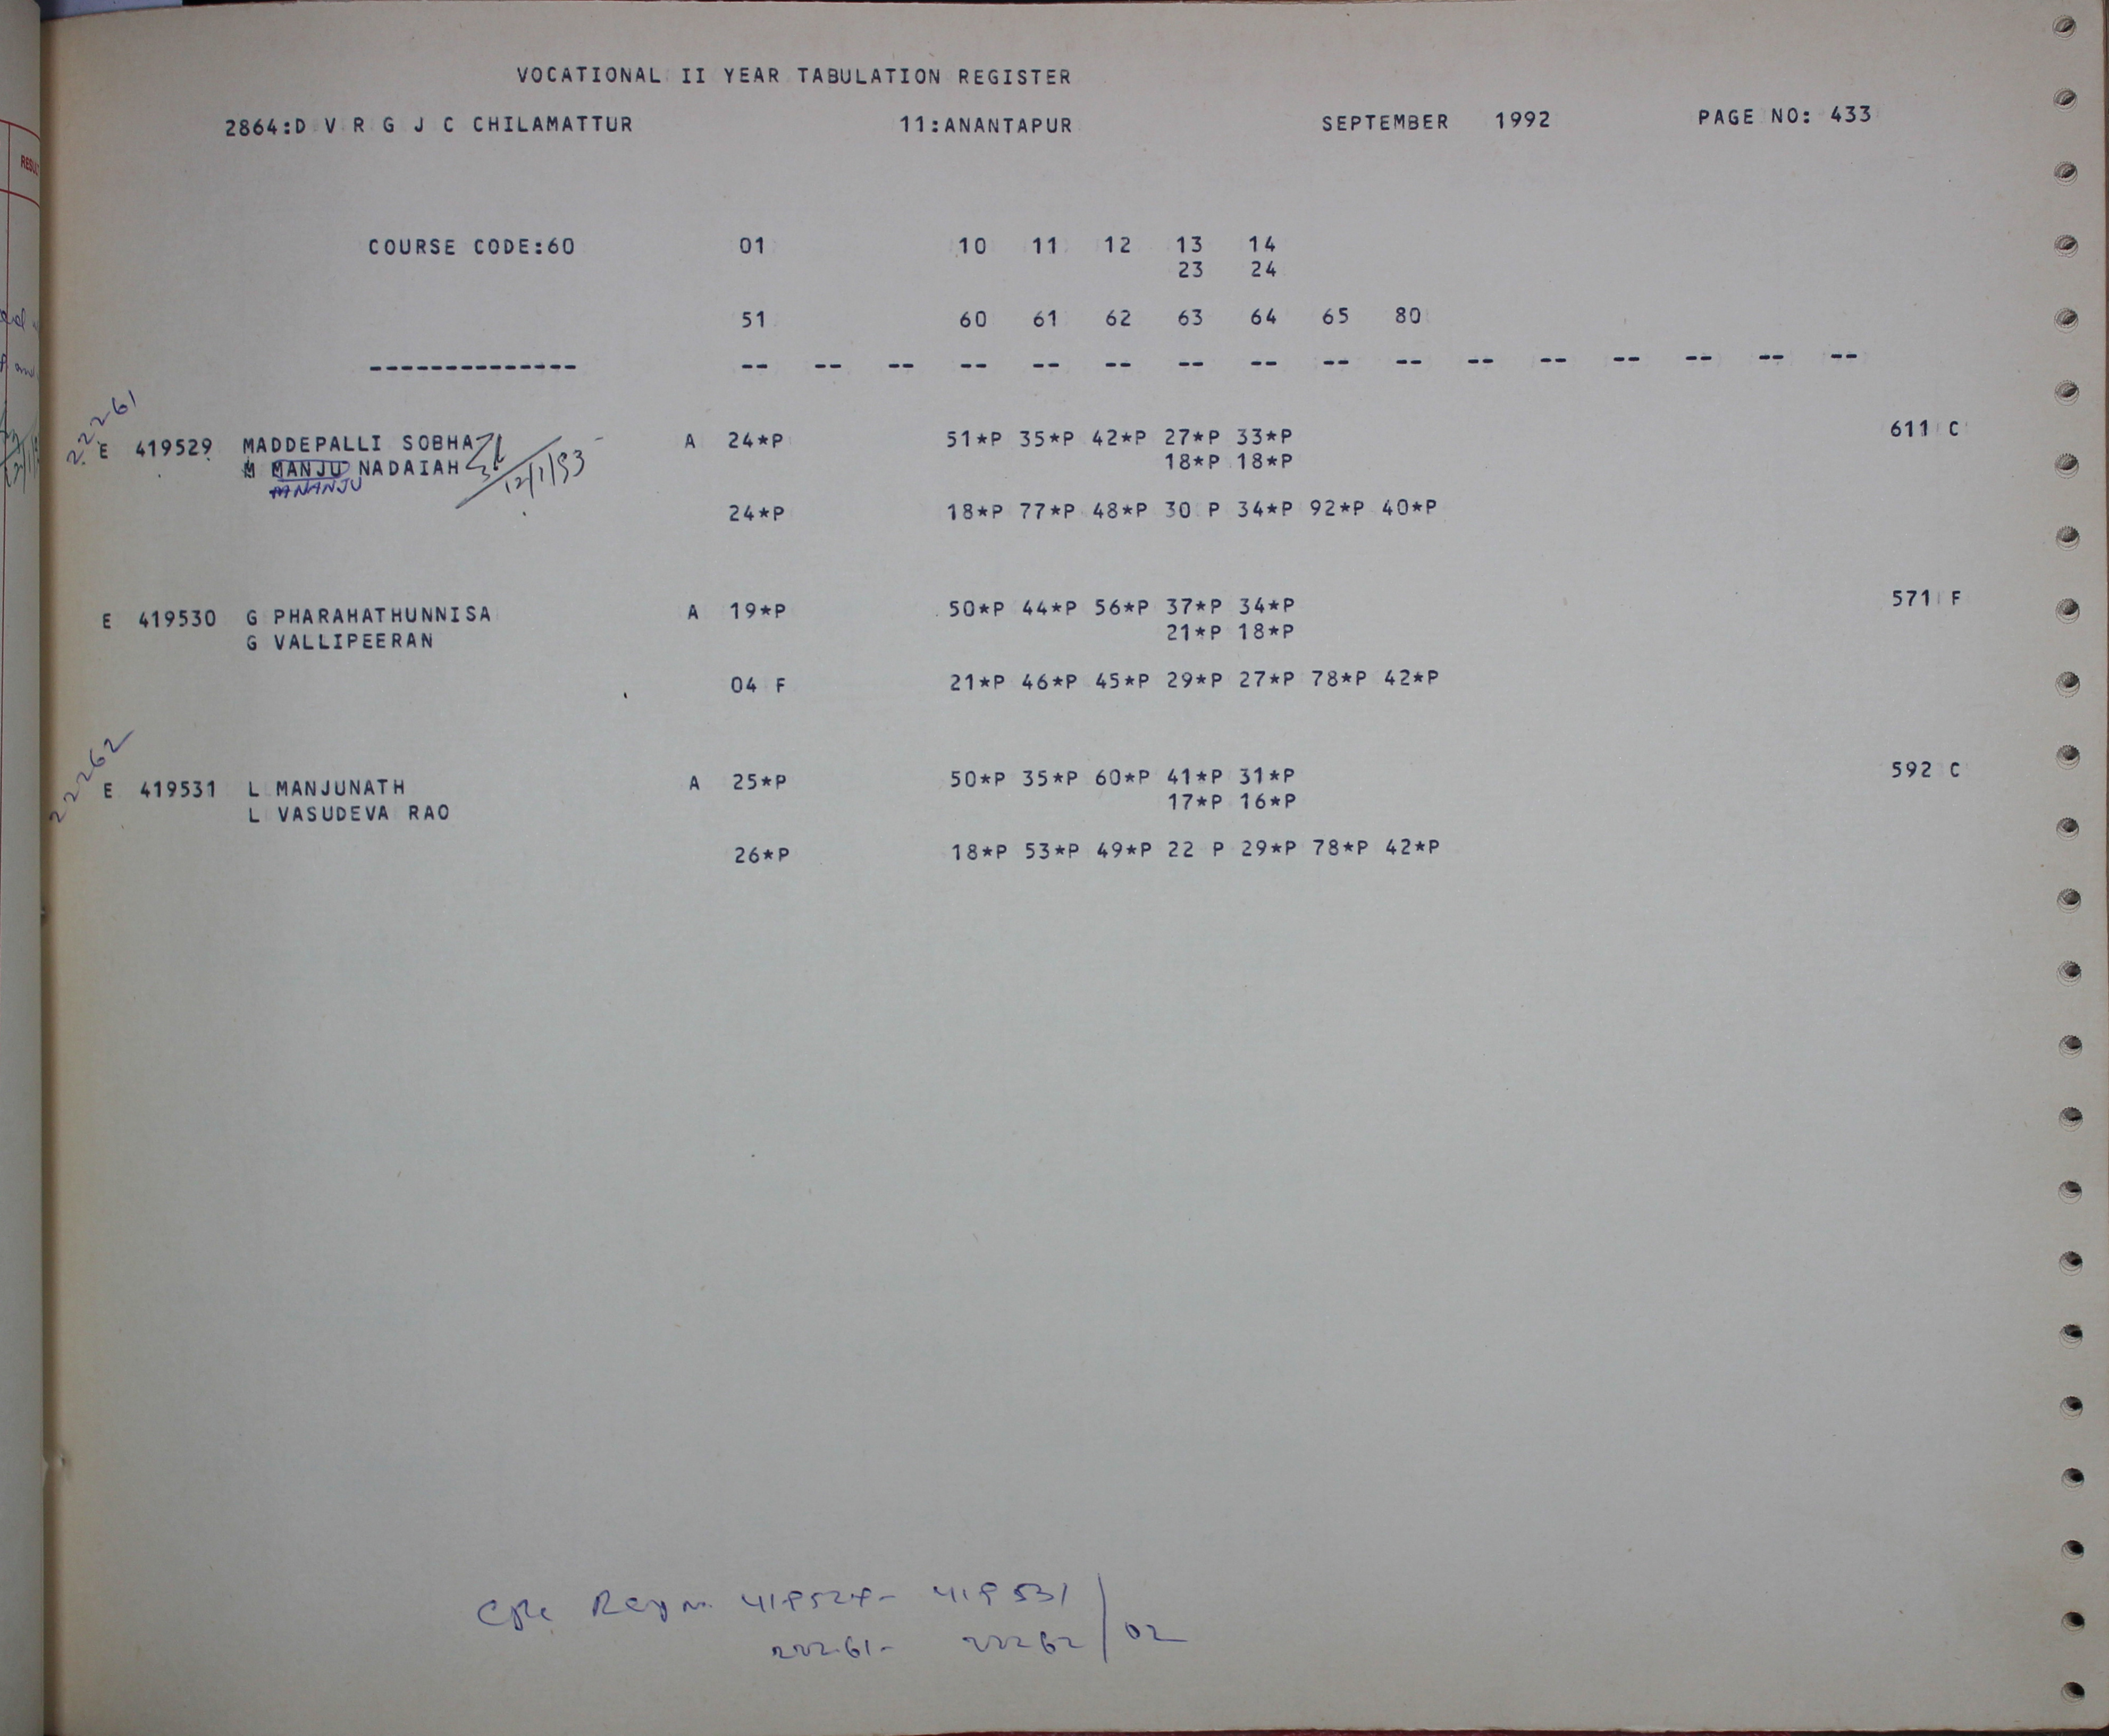 VOCATIONAL II YEAR TABULATION REGISTER
2864:D V R G J C CHILAMATTUR 11:ANANTAPUR SEPTEMBER 1992 PAGE NO: 433
COURSE CODE:60 01 10 11 12 13 14
23 24
51 60 61 62 63 64 65 80
-------------- -- -- -- -- -- -- -- -- -- -- -- -- -- -- -- --
22261
E 419529 MADDEPALLI SOBHA A 24*P 51*P 35*P 42*P 27*P 33*P 611 C
M MANJU NADAIAH 12/1/93 18*P 18*P
24*P 18*P 77*P 48*P 30 P 34*P 92*P 40*P
E 419530 G PHARAHATHUNNISA A 19*P 50*P 44*P 56*P 37*P 34*P 571 F
G VALLIPEERAN 21*P 18*P
04 F 21*P 46*P 45*P 29*P 27*P 78*P 42*P
22262
E 419531 L MANJUNATH A 25*P 50*P 35*P 60*P 41*P 31*P 592 C
L VASUDEVA RAO 17*P 16*P
26*P 18*P 53*P 49*P 22 P 29*P 78*P 42*P
419529- 419531
22261- 22262 02